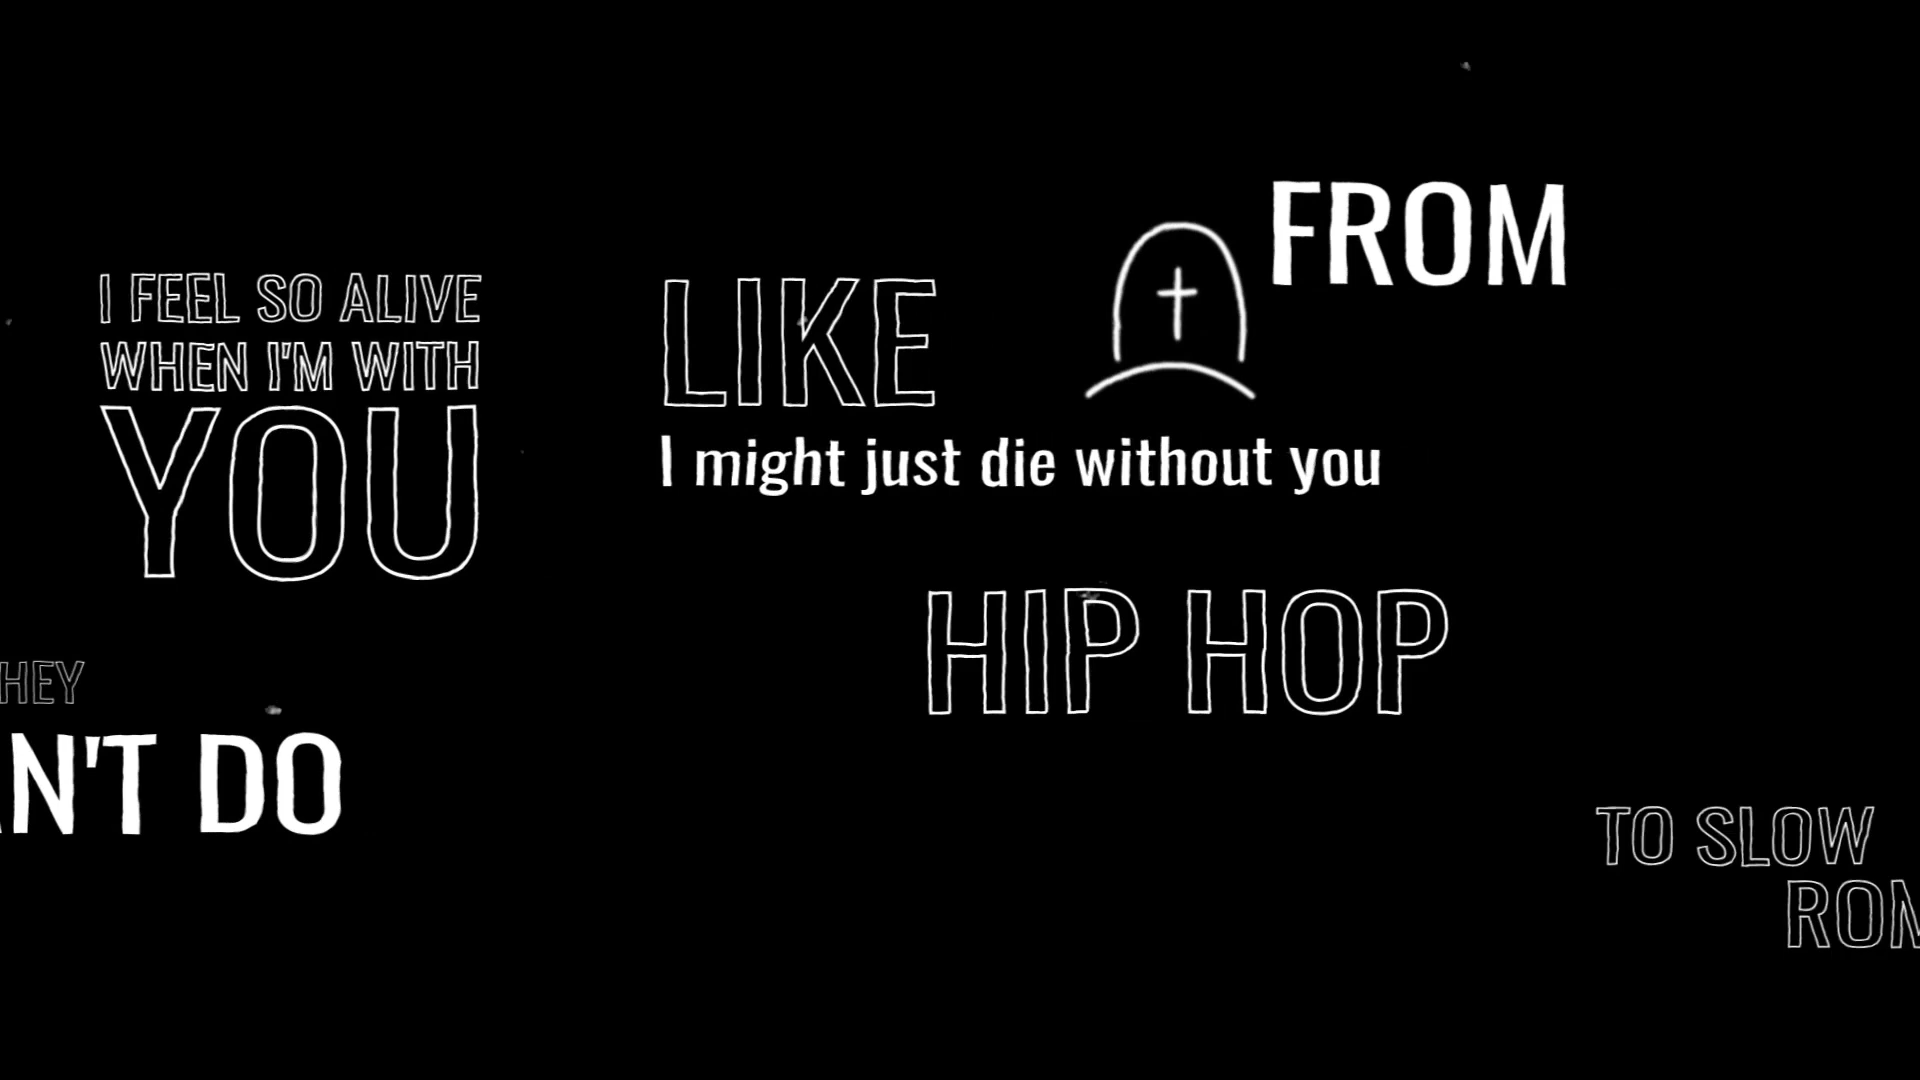 I FEEL SO ALIVE
WHEN I'M WITH
YOU
LIKE
I might just die without you
FROM
HIP HOP
HEY
N'T DO
TO SLOW
ROM